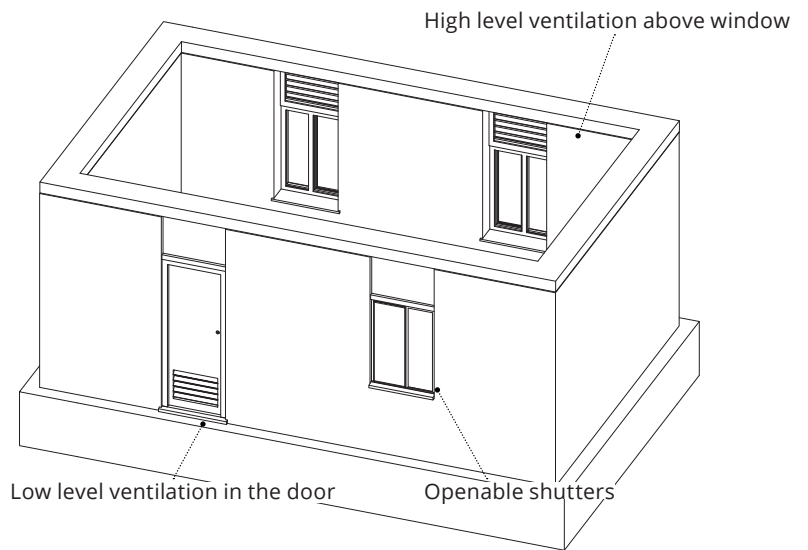 High level ventilation above window
Low level ventilation in the door
Openable shutters